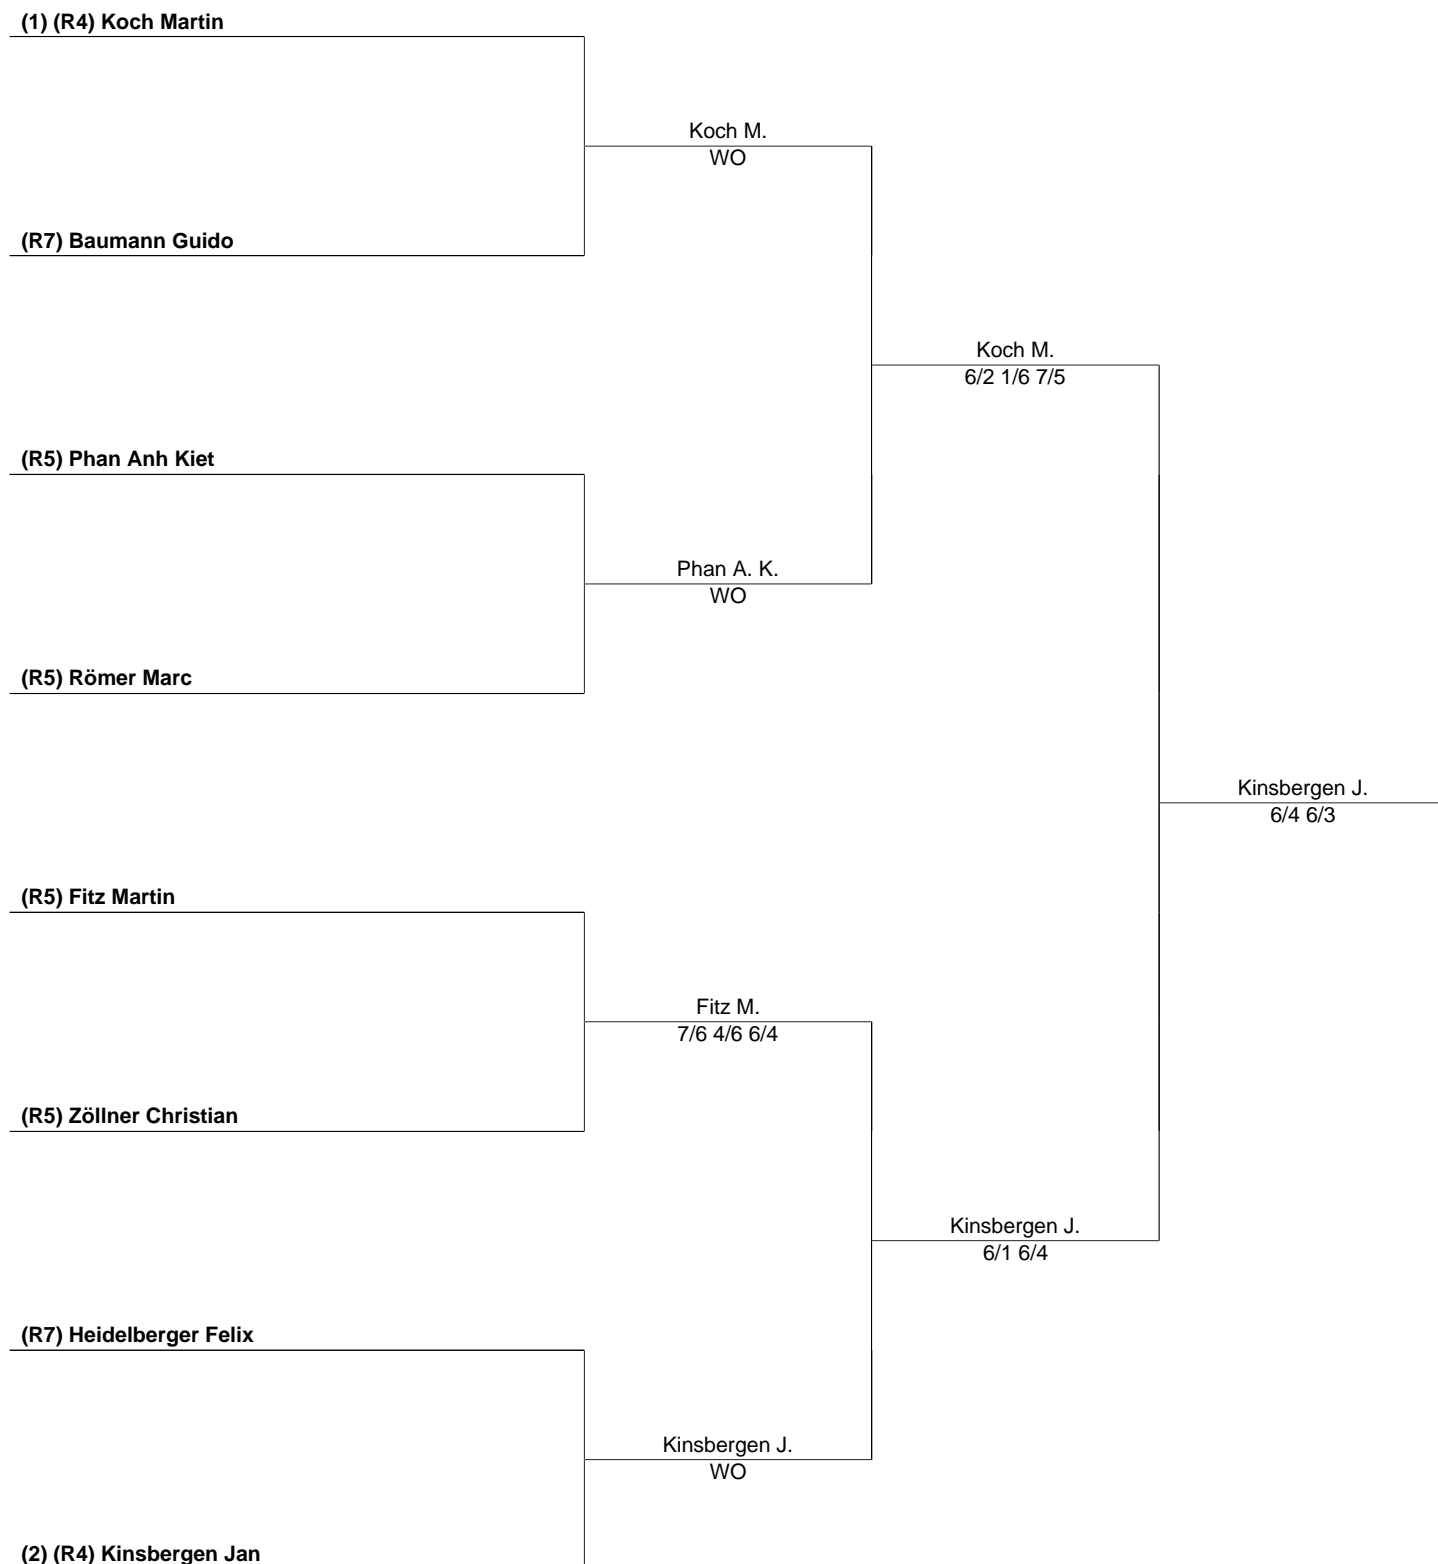 (1) (R4) Koch Martin
Koch M.
WO
(R7) Baumann Guido
Koch M.
6/2 1/6 7/5
(R5) Phan Anh Kiet
Phan A. K.
WO
(R5) Römer Marc
Kinsbergen J.
6/4 6/3
(R5) Fitz Martin
Fitz M.
7/6 4/6 6/4
(R5) Zöllner Christian
Kinsbergen J.
6/1 6/4
(R7) Heidelberger Felix
Kinsbergen J.
WO
(2) (R4) Kinsbergen Jan